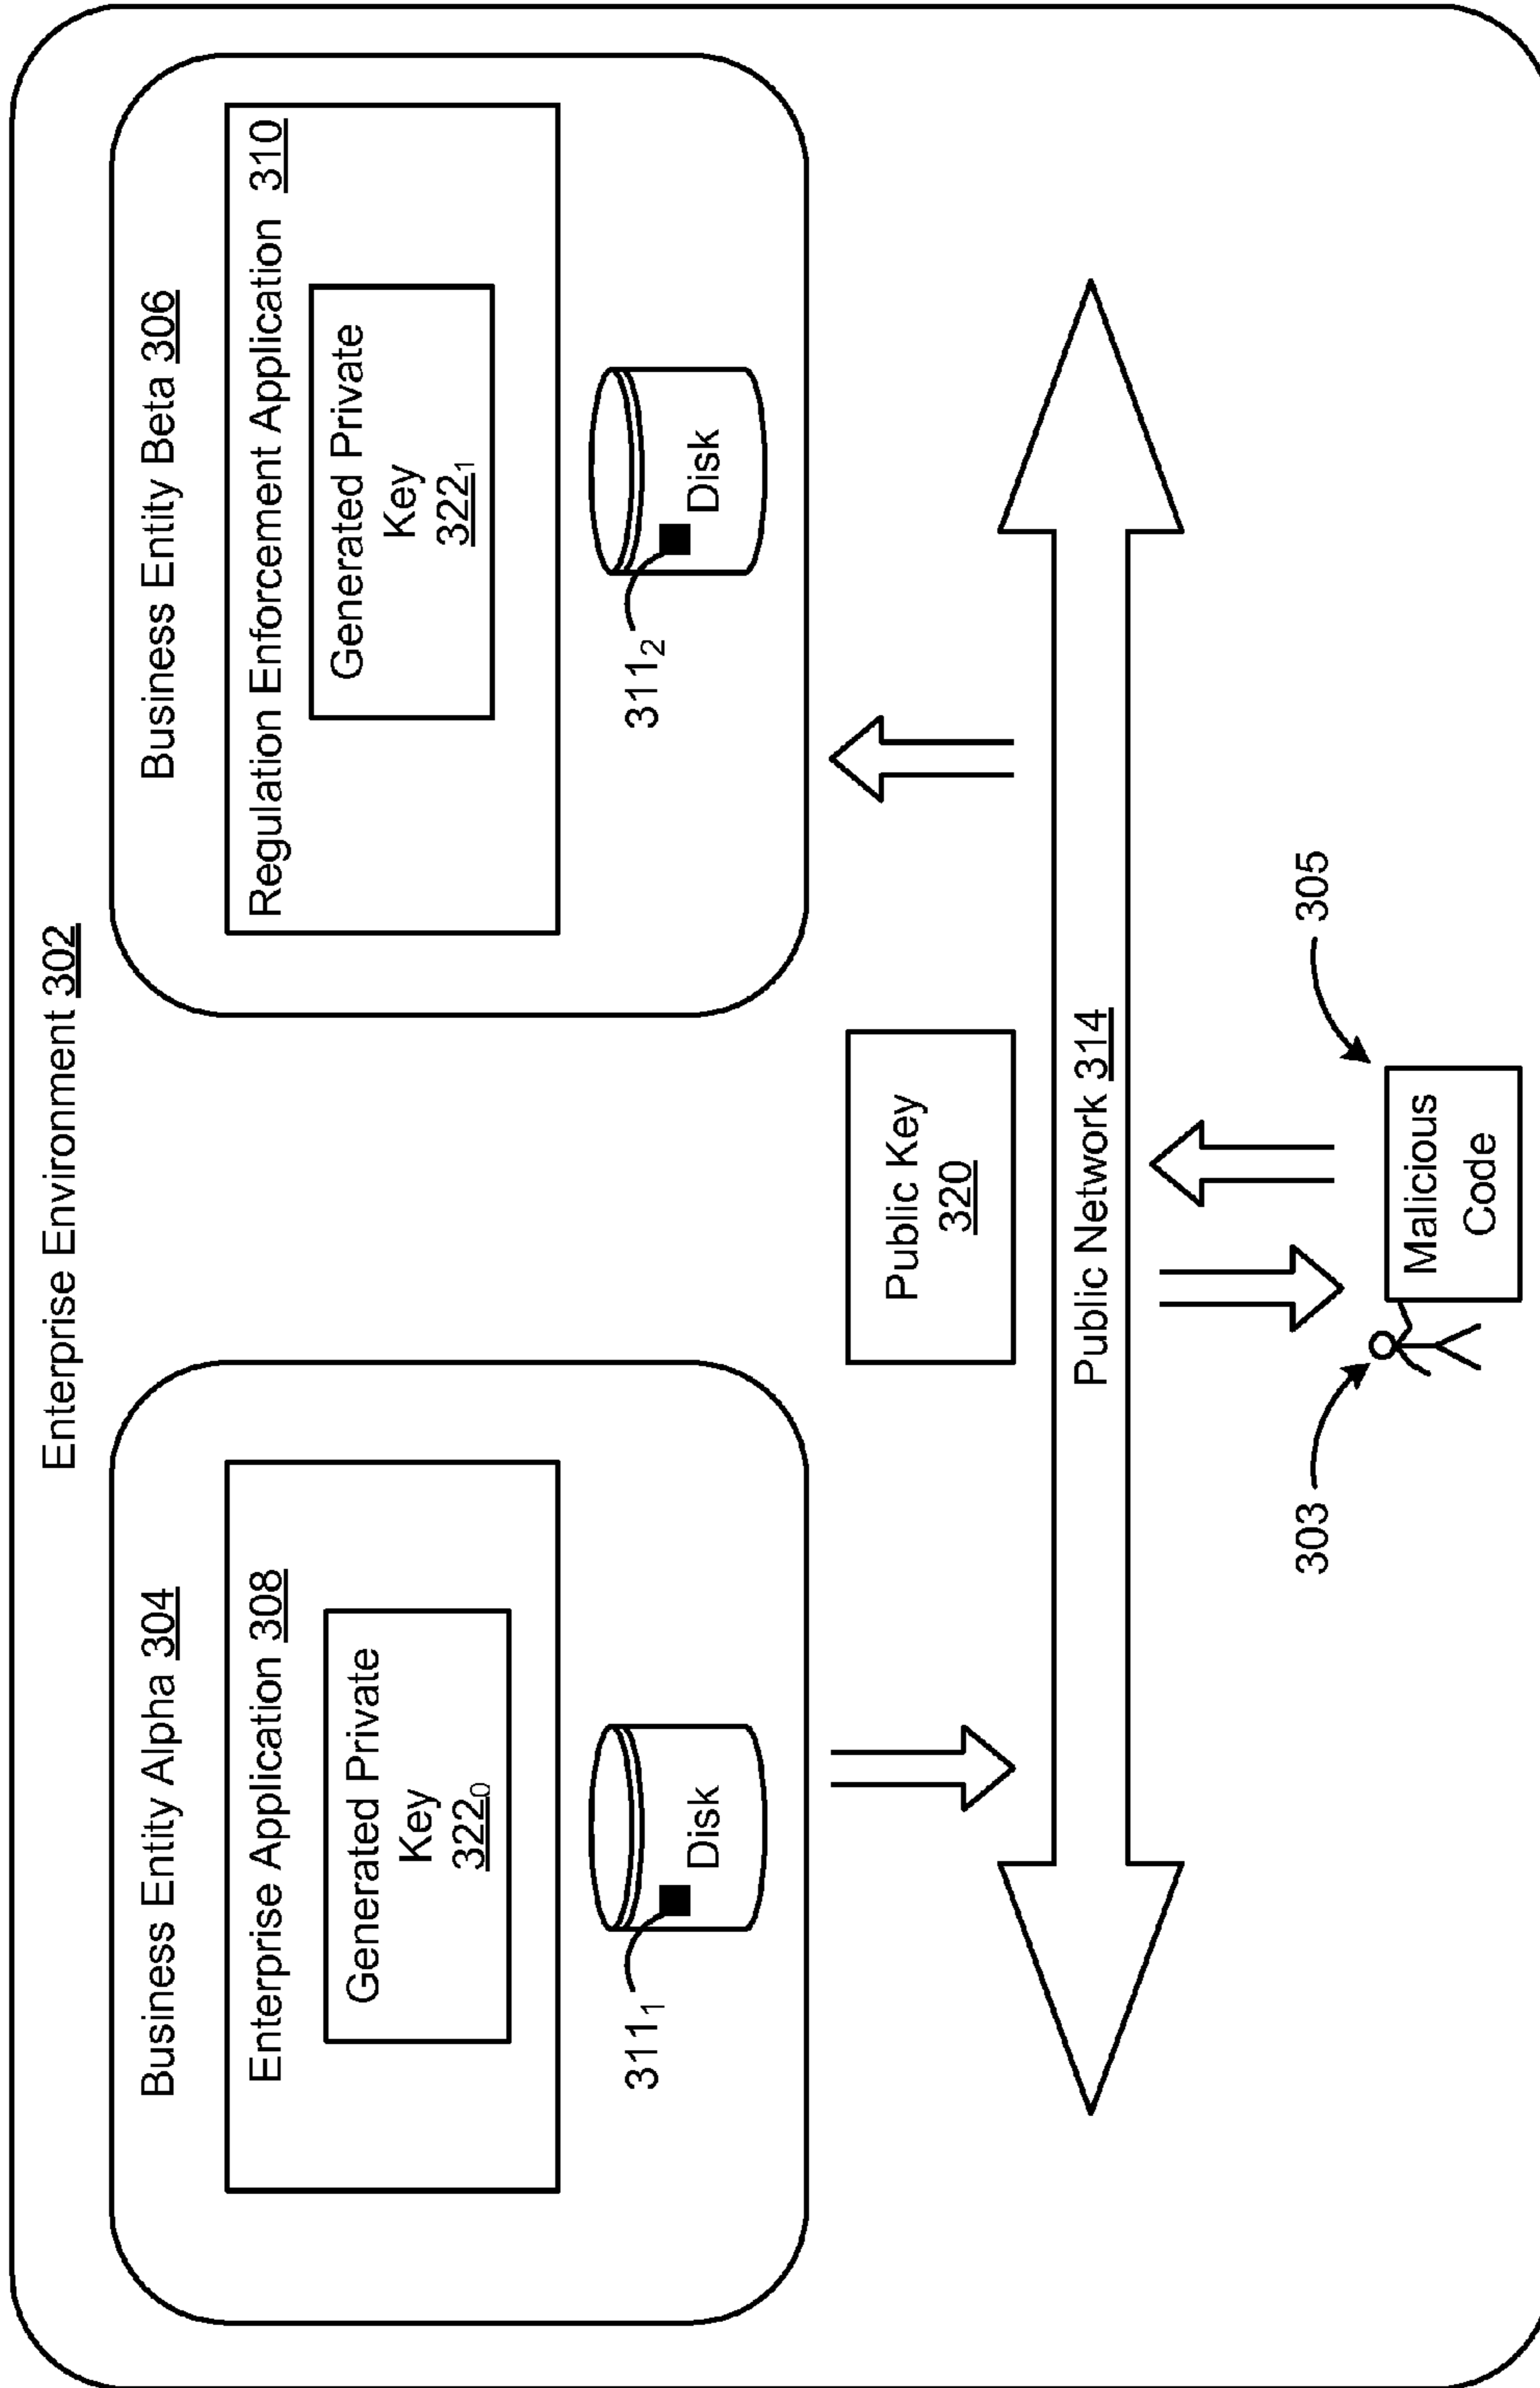 Enterprise Environment 302
Business Entity Alpha 304
Enterprise Application 308
Generated Private
Key
322₀
311₁
Disk
Business Entity Beta 306
Regulation Enforcement Application 310
Generated Private
Key
322₁
311₂
Disk
Public Key
320
Public Network 314
303
Malicious
Code
305